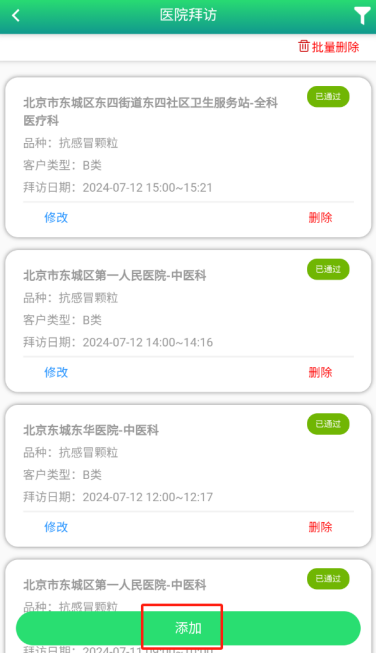 医院拜访
批量删除
北京市东城区东四街道东四社区卫生服务站-全科
医疗科
已通过
品种：抗感冒颗粒
客户类型：B类
拜访日期：2024-07-12 15:00~15:21
修改
删除
北京市东城区第一人民医院-中医科
已通过
品种：抗感冒颗粒
客户类型：B类
拜访日期：2024-07-12 14:00~14:16
修改
删除
北京东城东华医院-中医科
已通过
品种：抗感冒颗粒
客户类型：B类
拜访日期：2024-07-12 12:00~12:17
修改
删除
北京市东城区第一人民医院-中医科
已通过
品种：抗感冒颗粒
添加
拜访日期：2024-07-11 09:00~10:00